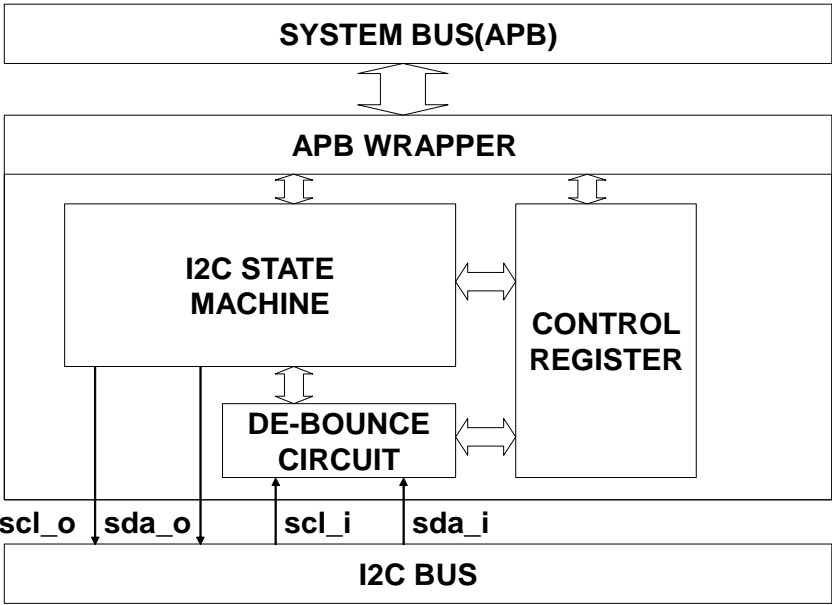 SYSTEM BUS(APB)
APB WRAPPER
I2C STATE
MACHINE
CONTROL
REGISTER
DE-BOUNCE
CIRCUIT
scl_o sda_o scl_i sda_i
I2C BUS